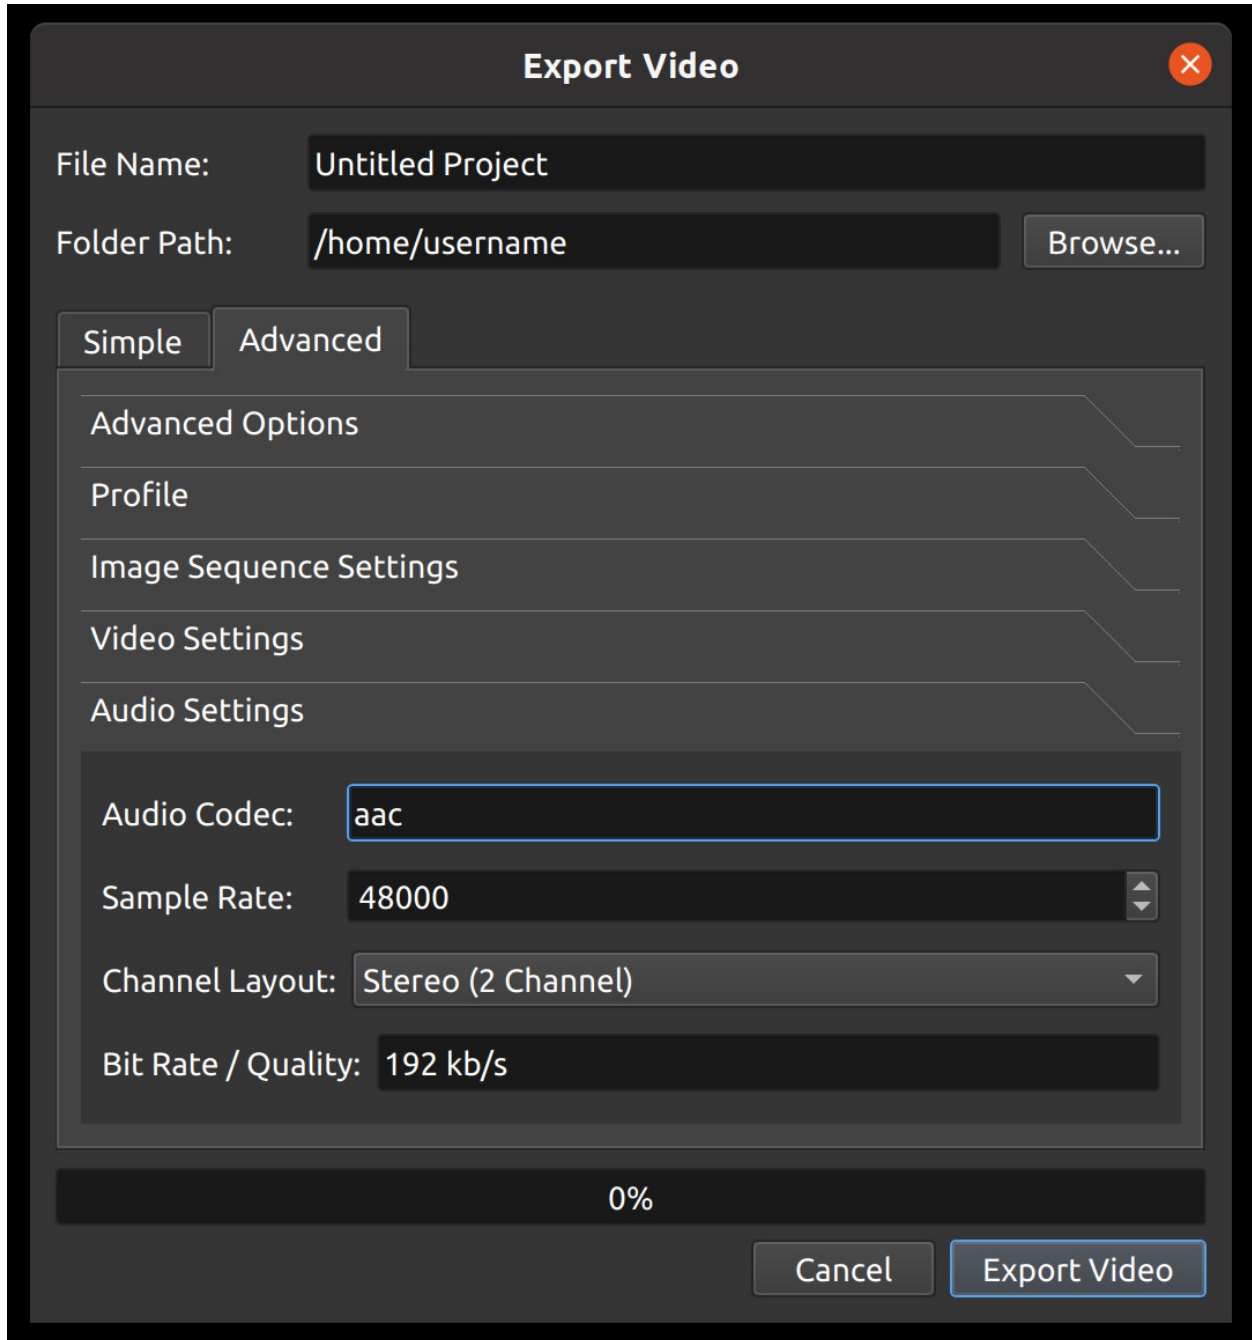 Export Video
File Name: Untitled Project
Folder Path: /home/username Browse...
Simple Advanced
Advanced Options
Profile
Image Sequence Settings
Video Settings
Audio Settings
Audio Codec: aac
Sample Rate: 48000
Channel Layout: Stereo (2 Channel)
Bit Rate / Quality: 192 kb/s
0%
Cancel Export Video